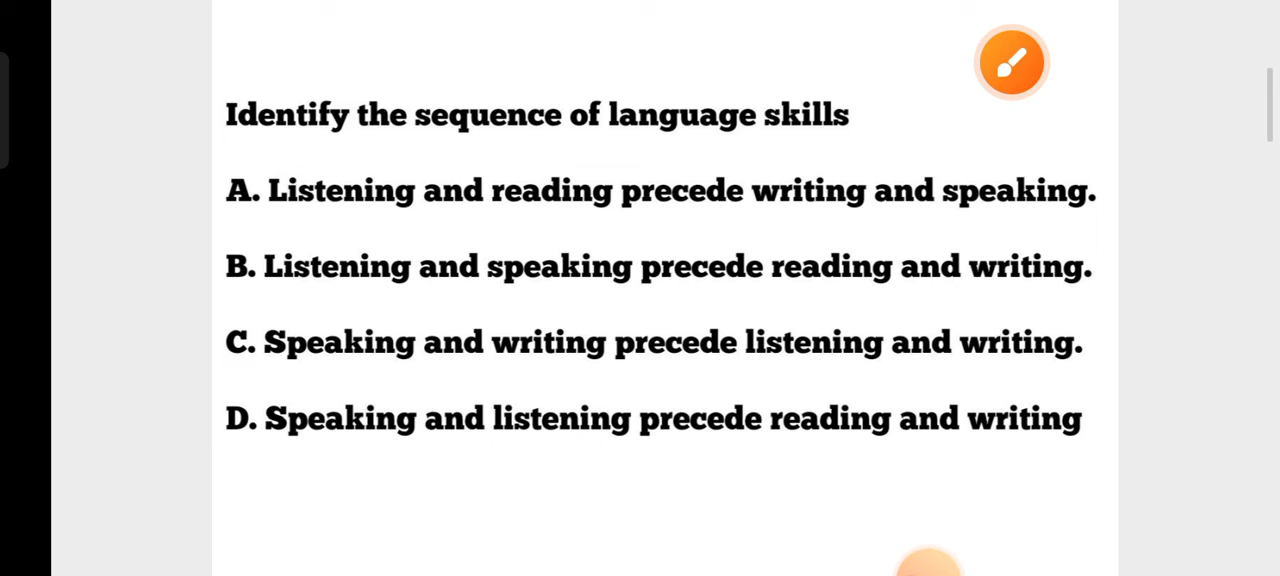 Identify the sequence of language skills
A. Listening and reading precede writing and speaking.
B. Listening and speaking precede reading and writing.
C. Speaking and writing precede listening and writing.
D. Speaking and listening precede reading and writing